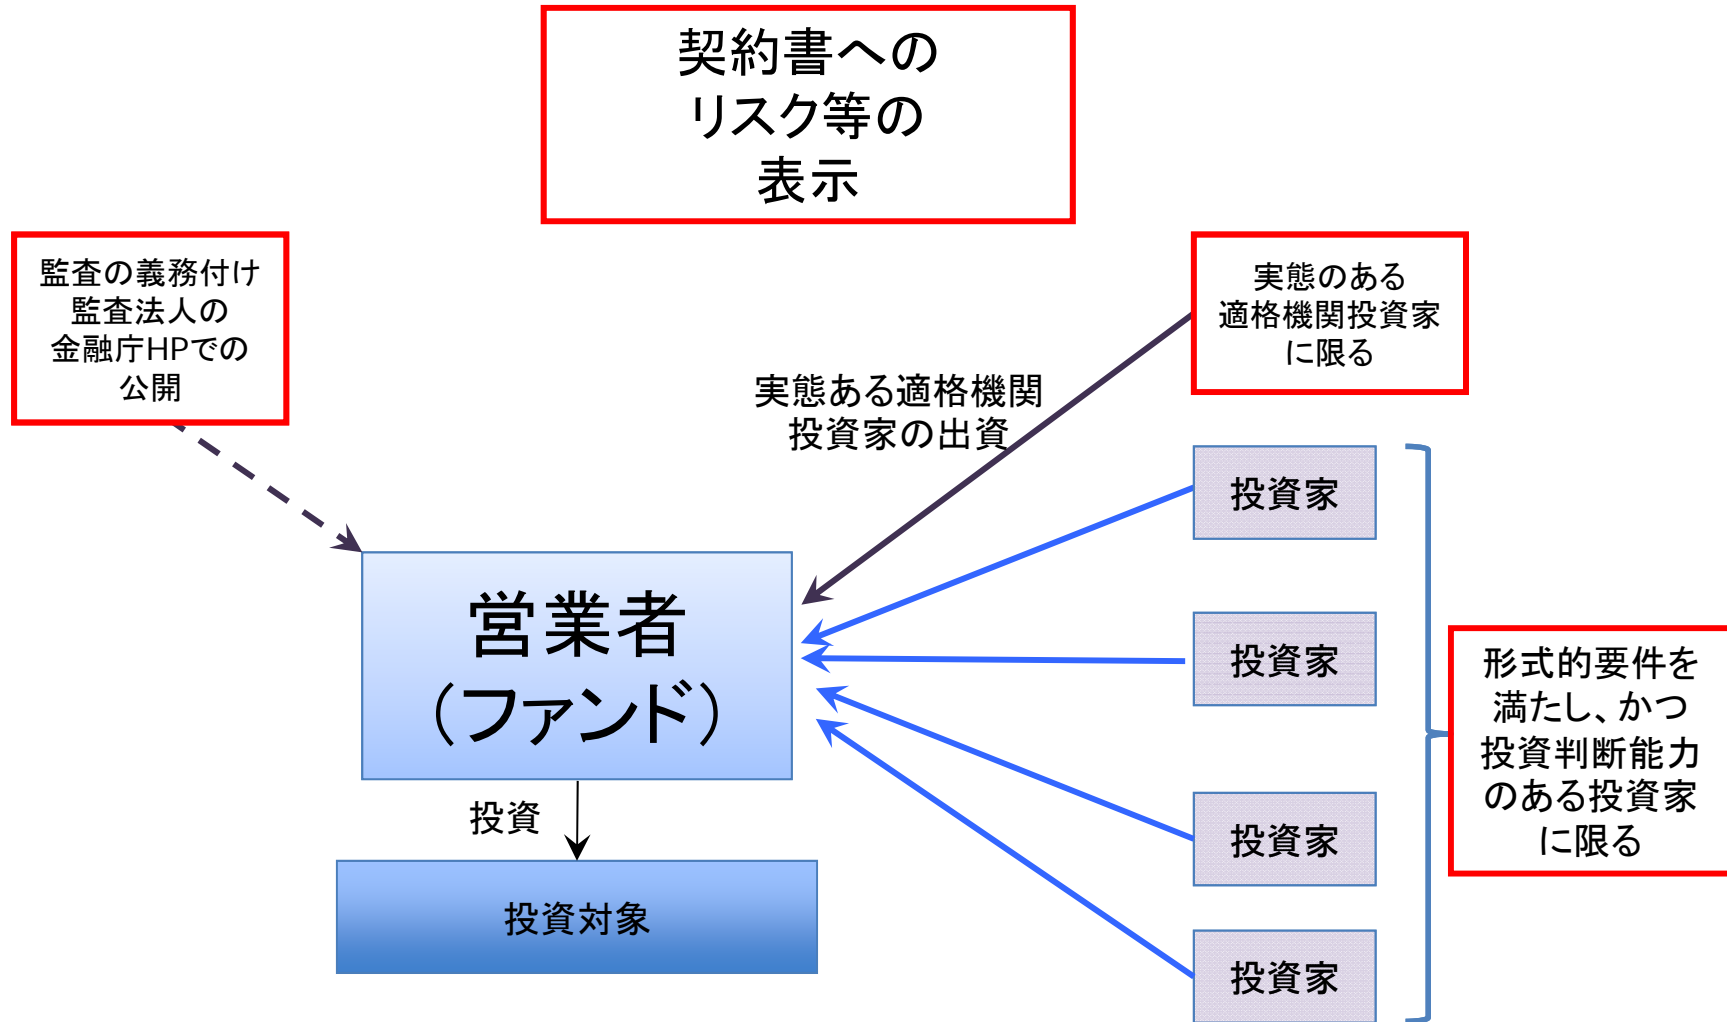 契約書への
リスク等の
表示
監査の義務付け
監査法人の
金融庁HPでの
公開
実態のある
適格機関投資家
に限る
実態ある適格機関
投資家の出資
投資家
営業者
(ファンド)
投資家
形式的要件を
満たし、かつ
投資判断能力
のある投資家
に限る
投資
投資家
投資対象
投資家